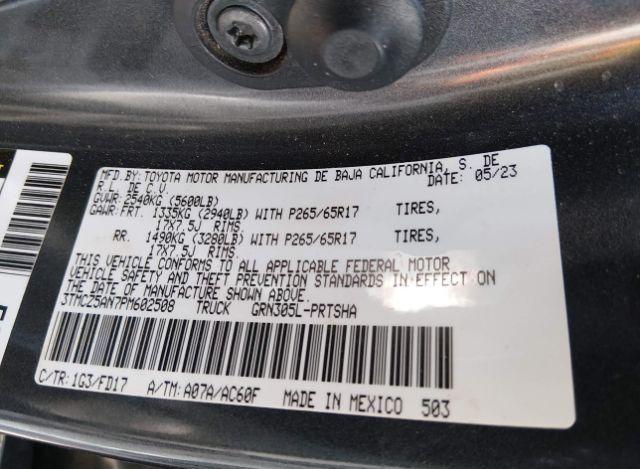 MFD. BY: TOYOTA MOTOR MANUFACTURING DE BAJA CALIFORNIA, S. DE
R. L. DE C.V. DATE: 05/23
GVWR: 2540KG (5600LB)
GAWR: FRT. 1335KG (2940LB) WITH P265/65R17 TIRES,
17X7.5J RIMS.
RR. 1490KG (3280LB) WITH P265/65R17 TIRES,
17X7.5J RIMS.
THIS VEHICLE CONFORMS TO ALL APPLICABLE FEDERAL MOTOR
VEHICLE SAFETY AND THEFT PREVENTION STANDARDS IN EFFECT ON
THE DATE OF MANUFACTURE SHOWN ABOVE.
3TMCZ5AN7PM602508 TRUCK GRN305L-PRTSHA
C/TR: 1G3/FD17 A/TM: A07A/AC60F MADE IN MEXICO 503